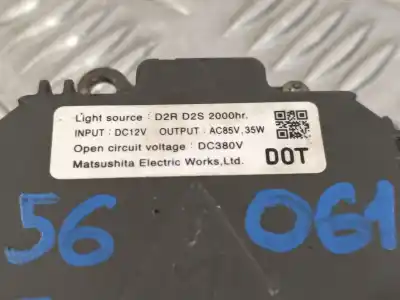 Light source : D2R D2S 2000hr.
INPUT : DC12V OUTPUT : AC85V, 35W
Open circuit voltage : DC380V
Matsushita Electric Works,Ltd. DOT
56 061